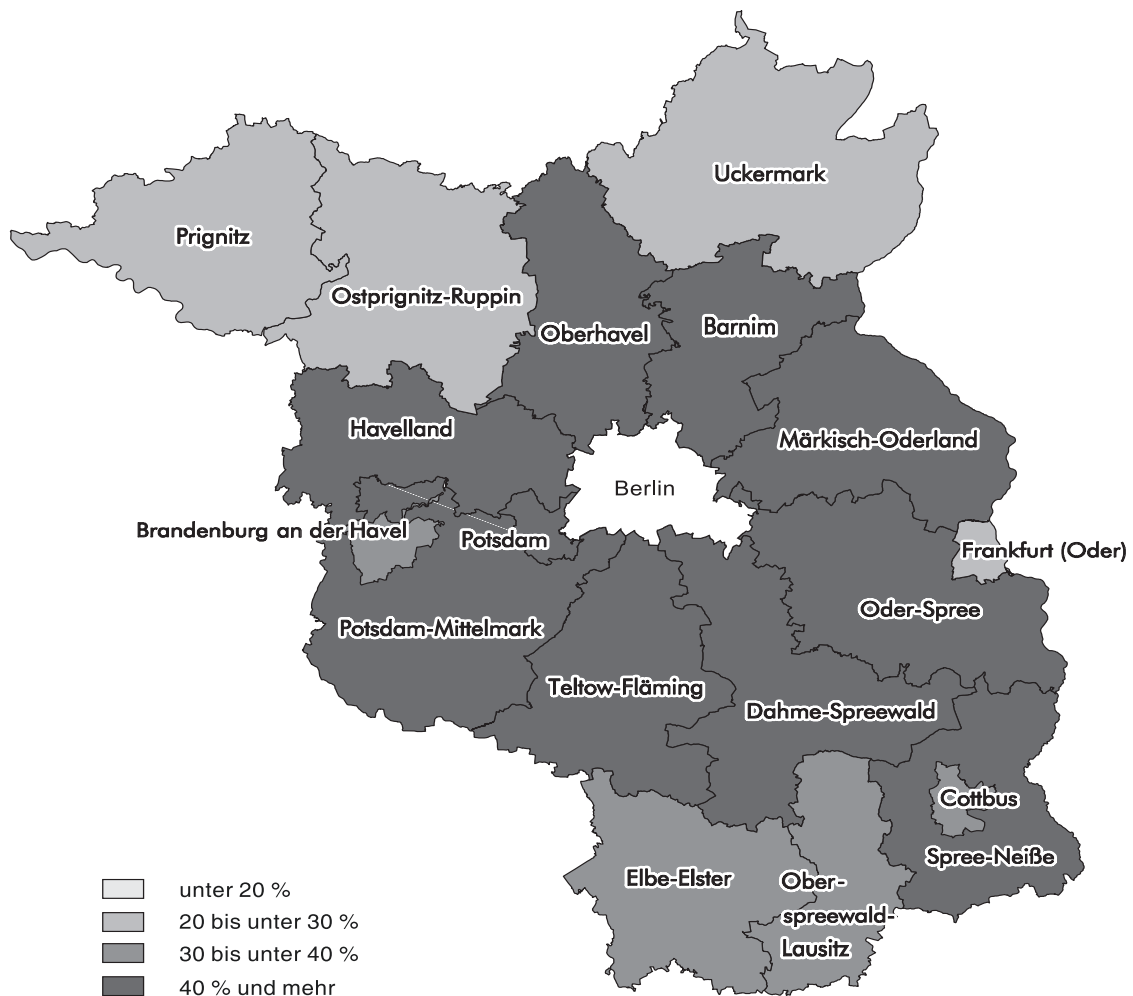 Uckermark
Prignitz
Ostprignitz-Ruppin
Oberhavel
Barnim
Havelland
Märkisch-Oderland
Berlin
Brandenburg an der Havel
Potsdam
Frankfurt (Oder)
Oder-Spree
Potsdam-Mittelmark
Teltow-Fläming
Dahme-Spreewald
Cottbus
Spree-Neiße
Elbe-Elster
Ober-
spreewald-
Lausitz
unter 20 %
20 bis unter 30 %
30 bis unter 40 %
40 % und mehr